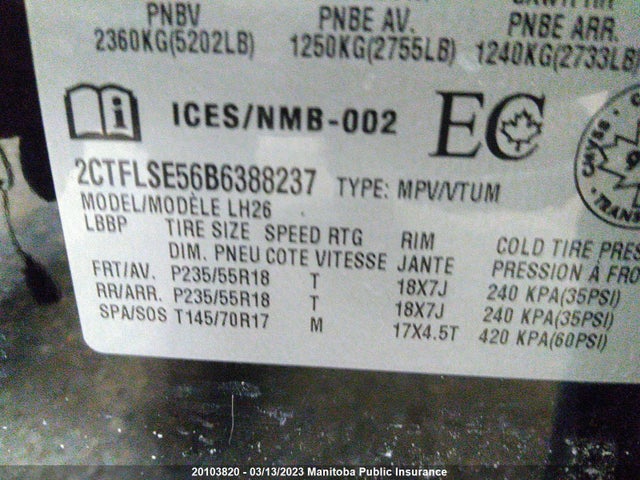 PNBV PNBE AV. PNBE ARR.
2360KG(5202LB) 1250KG(2755LB) 1240KG(2733LB)
i ICES/NMB-002 EC
2CTFLSE56B6388237 TYPE: MPV/VTUM
MODEL/MODÈLE LH26
LBBP TIRE SIZE SPEED RTG RIM COLD TIRE PRES
DIM. PNEU COTE VITESSE JANTE PRESSION À FRO
FRT/AV. P235/55R18 T 18X7J 240 KPA(35PSI)
RR/ARR. P235/55R18 T 18X7J 240 KPA(35PSI)
SPA/SOS T145/70R17 M 17X4.5T 420 KPA(60PSI)
20103820 - 03/13/2023 Manitoba Public Insurance